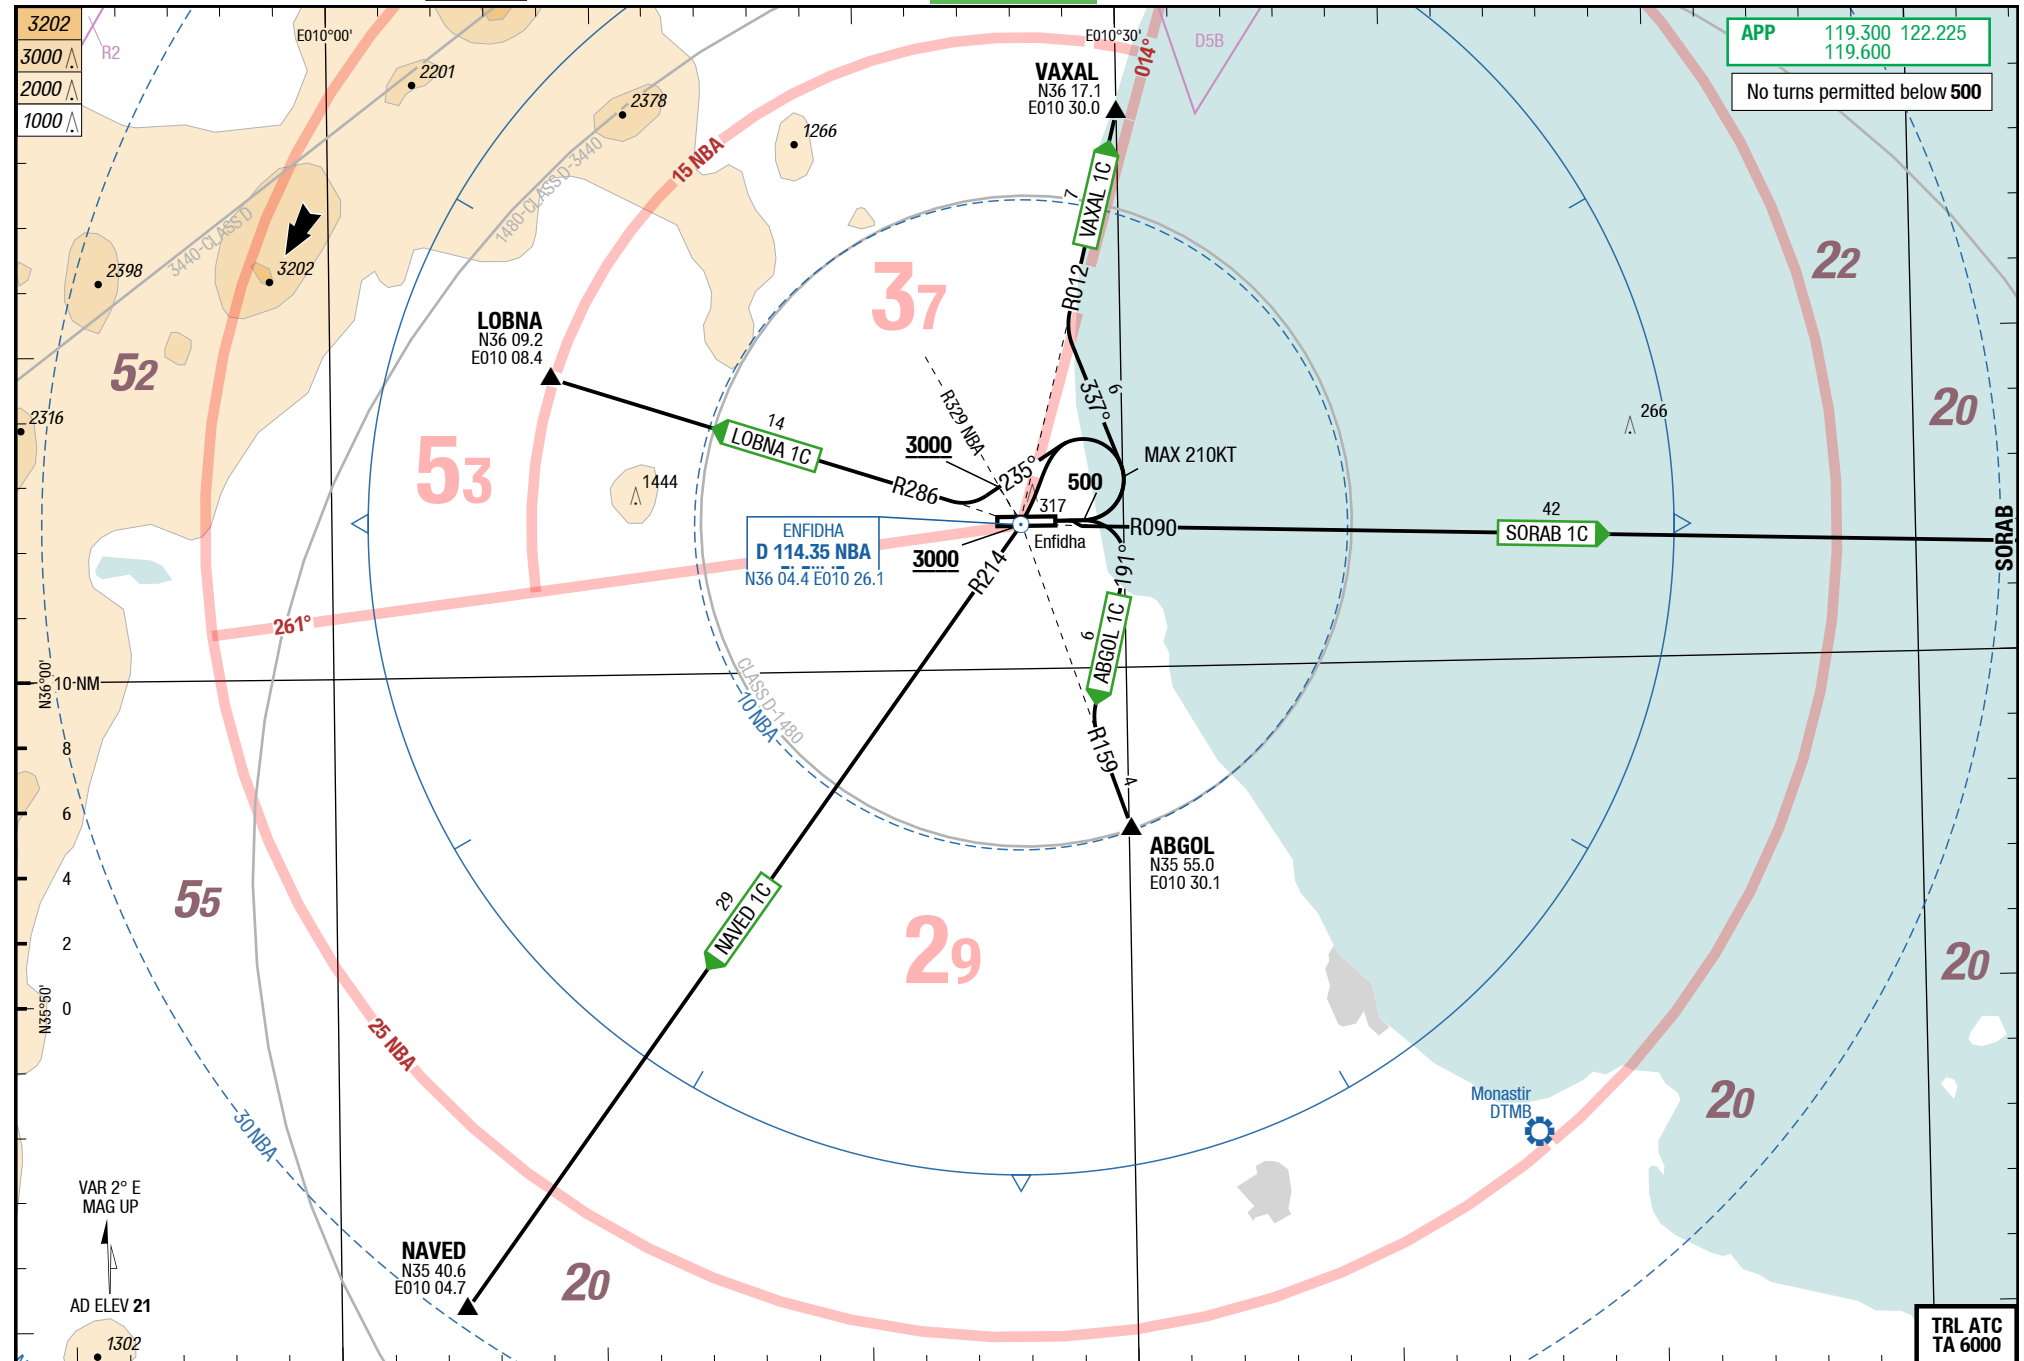 3202
3000
2000
1000
R2
E010°00'
2201
2378
1266
15 NBA
VAXAL
N36 17.1
E010 30.0
E010°30'
014°
D5B
APP 119.300 122.225
119.600
No turns permitted below 500
3440-CLASS D
1480-CLASS D-3440
2398
3202
7
VAXAL 1C
R012
37
22
LOBNA
N36 09.2
E010 08.4
52
2316
53
14
LOBNA 1C
R286
1444
R329 NBA
3000
235°
337°
6
MAX 210KT
500
317
266
20
ENFIDHA
D 114.35 NBA
N36 04.4 E010 26.1
Enfidha
3000
R214
R090
42
SORAB 1C
SORAB
191°
6
ABGOL 1C
R159
4
261°
N36°00'
10 NM
8
6
4
2
0
N35°50'
CLASS D-1480
10 NBA
ABGOL
N35 55.0
E010 30.1
55
29
NAVED 1C
29
20
25 NBA
30 NBA
Monastir
DTMB
20
VAR 2° E
MAG UP
AD ELEV 21
1302
NAVED
N35 40.6
E010 04.7
20
TRL ATC
TA 6000